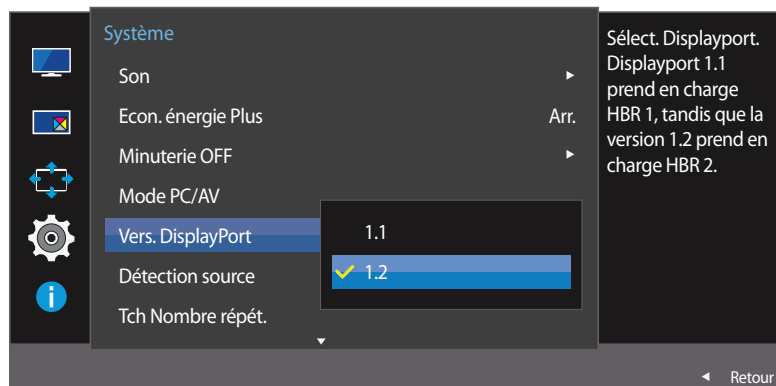 Système
Son
Econ. énergie Plus Arr.
Minuterie OFF
Mode PC/AV
Vers. DisplayPort
Détection source
Tch Nombre répét.
1.1
1.2
Sélect. Displayport.
Displayport 1.1
prend en charge
HBR 1, tandis que la
version 1.2 prend en
charge HBR 2.
Retour